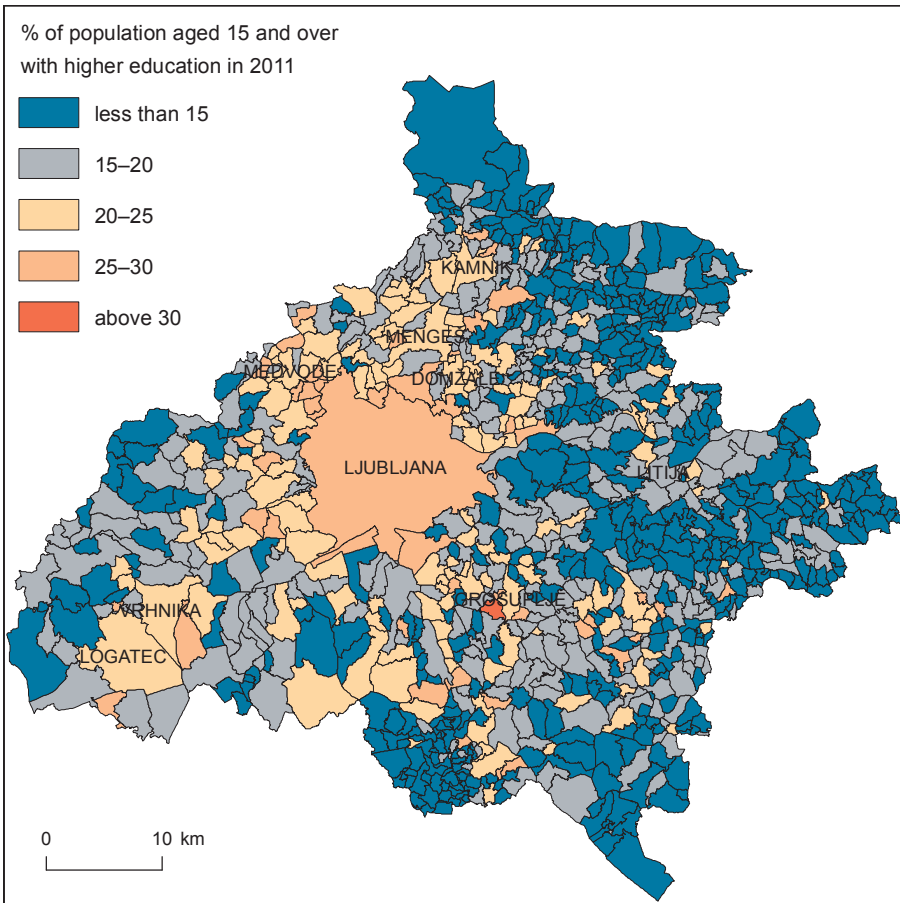 % of population aged 15 and over
with higher education in 2011
less than 15
15–20
20–25
25–30
above 30
KAMNIK
MENGEŠ
MEDVODE
DOMŽALE
LJUBLJANA
LITIJA
GROSUPLJE
VRHNIKA
LOGATEC
0 10 km